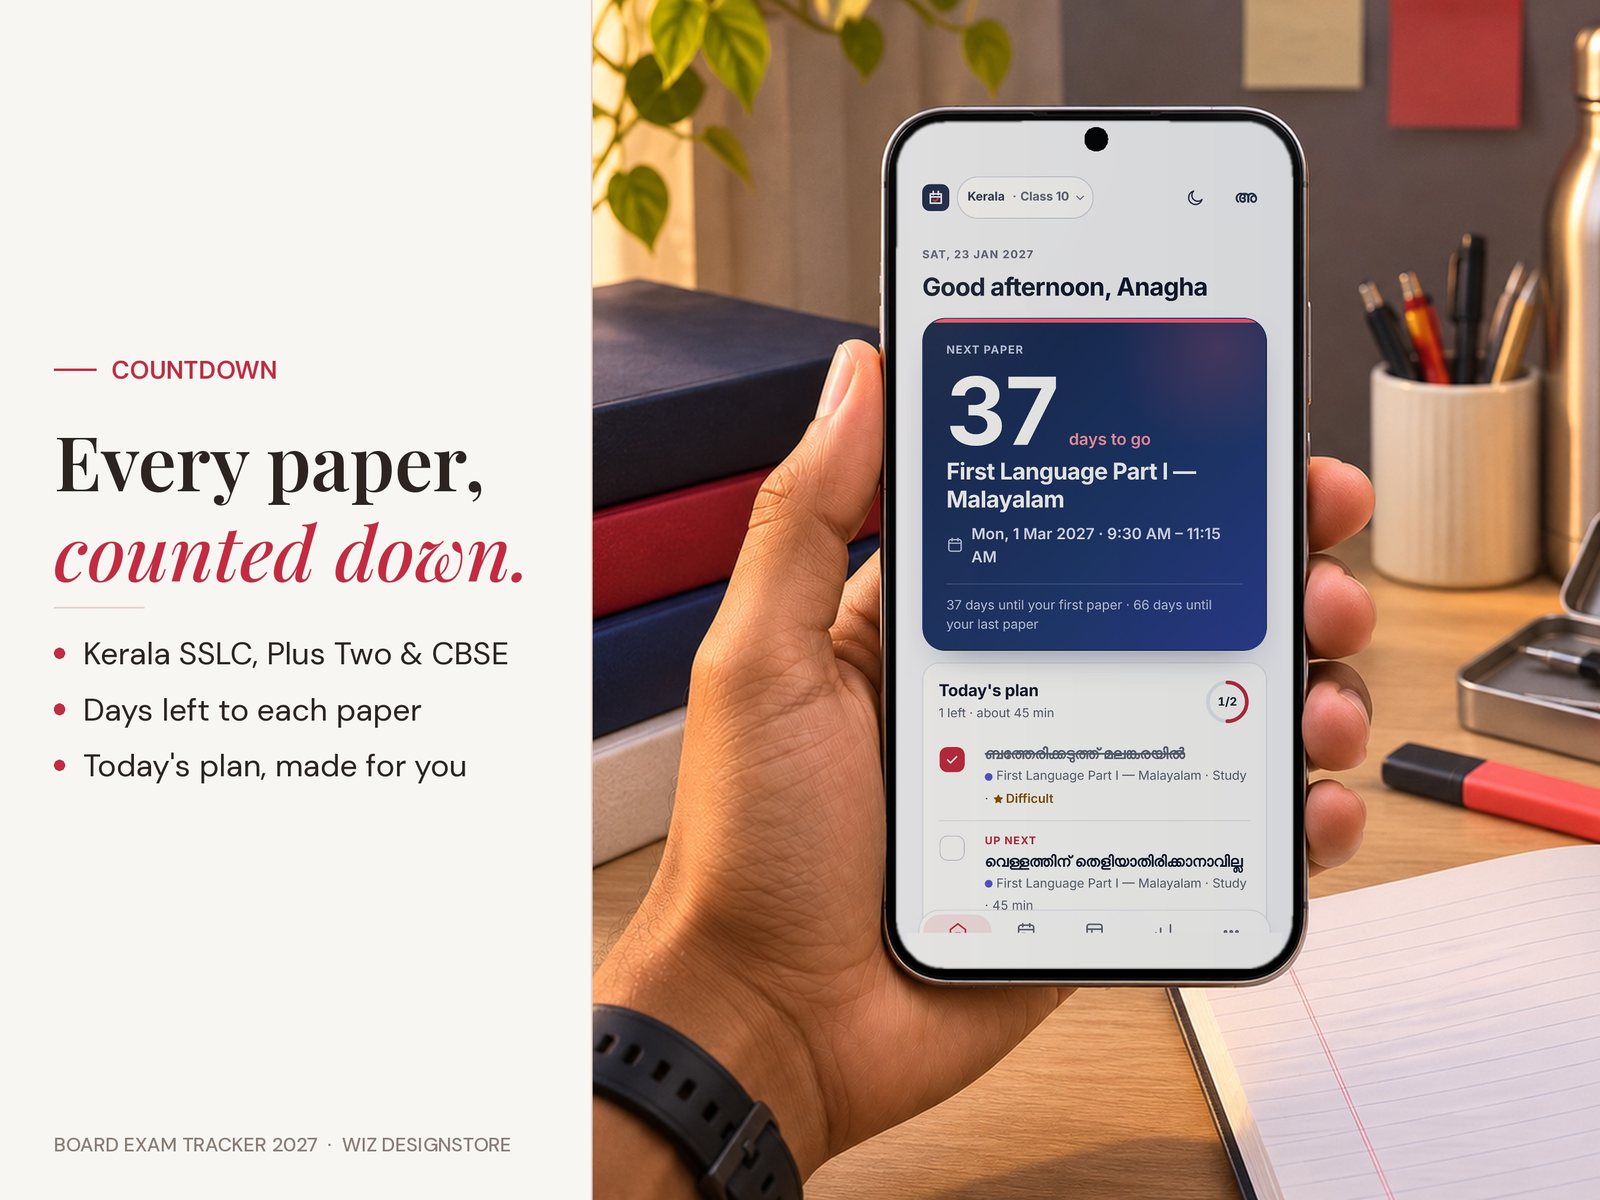 COUNTDOWN
Every paper,
counted down.
Kerala SSLC, Plus Two & CBSE
Days left to each paper
Today's plan, made for you
BOARD EXAM TRACKER 2027 · WIZ DESIGNSTORE
Kerala · Class 10
അ
SAT, 23 JAN 2027
Good afternoon, Anagha
NEXT PAPER
37 days to go
First Language Part I —
Malayalam
Mon, 1 Mar 2027 · 9:30 AM – 11:15
AM
37 days until your first paper · 66 days until
your last paper
Today's plan
1/2
1 left · about 45 min
ബത്തേരിക്കടുത്ത് മലങ്കരയിൽ
First Language Part I — Malayalam · Study
· ★ Difficult
UP NEXT
വെള്ളത്തിന് തെളിയാതിരിക്കാനാവില്ല
First Language Part I — Malayalam · Study
· 45 min